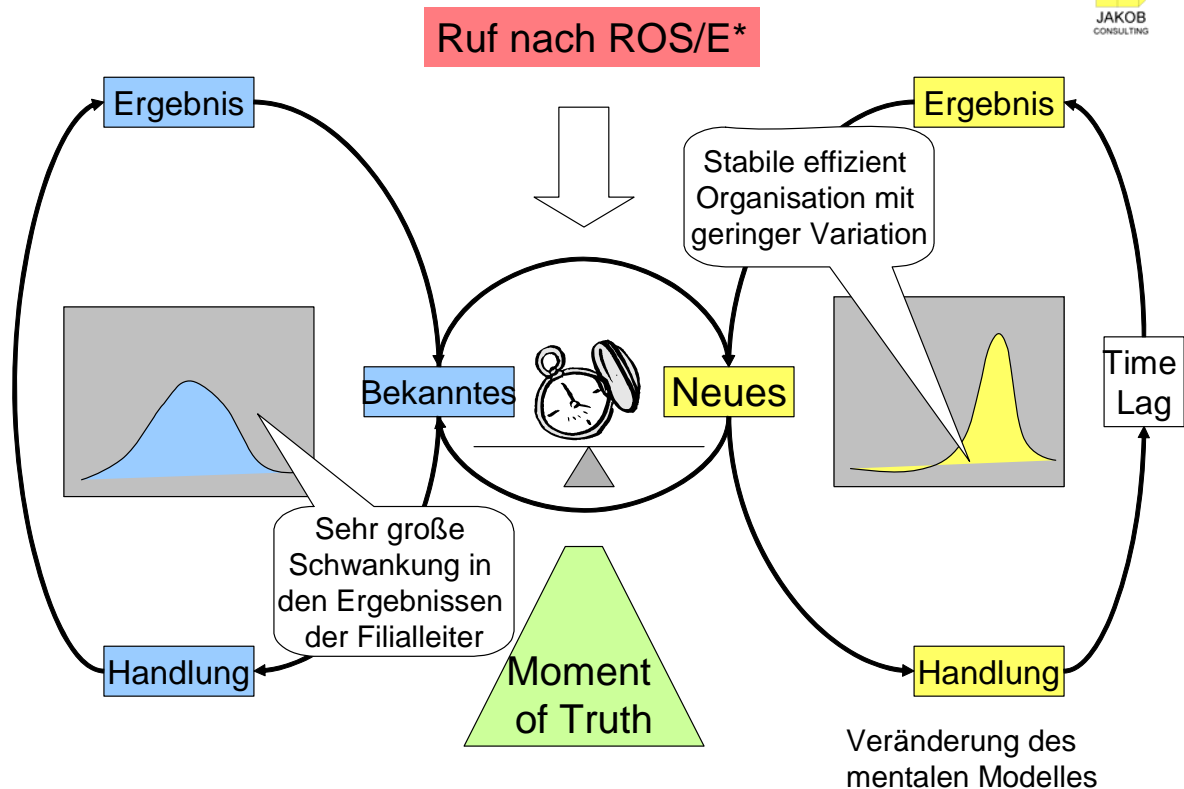 JAKOB
CONSULTING
Ruf nach ROS/E*
Ergebnis
Ergebnis
Stabile effizient
Organisation mit
geringer Variation
Bekanntes
Neues
Time
Lag
Sehr große
Schwankung in
den Ergebnissen
der Filialleiter
Handlung
Moment
of Truth
Handlung
Veränderung des
mentalen Modelles